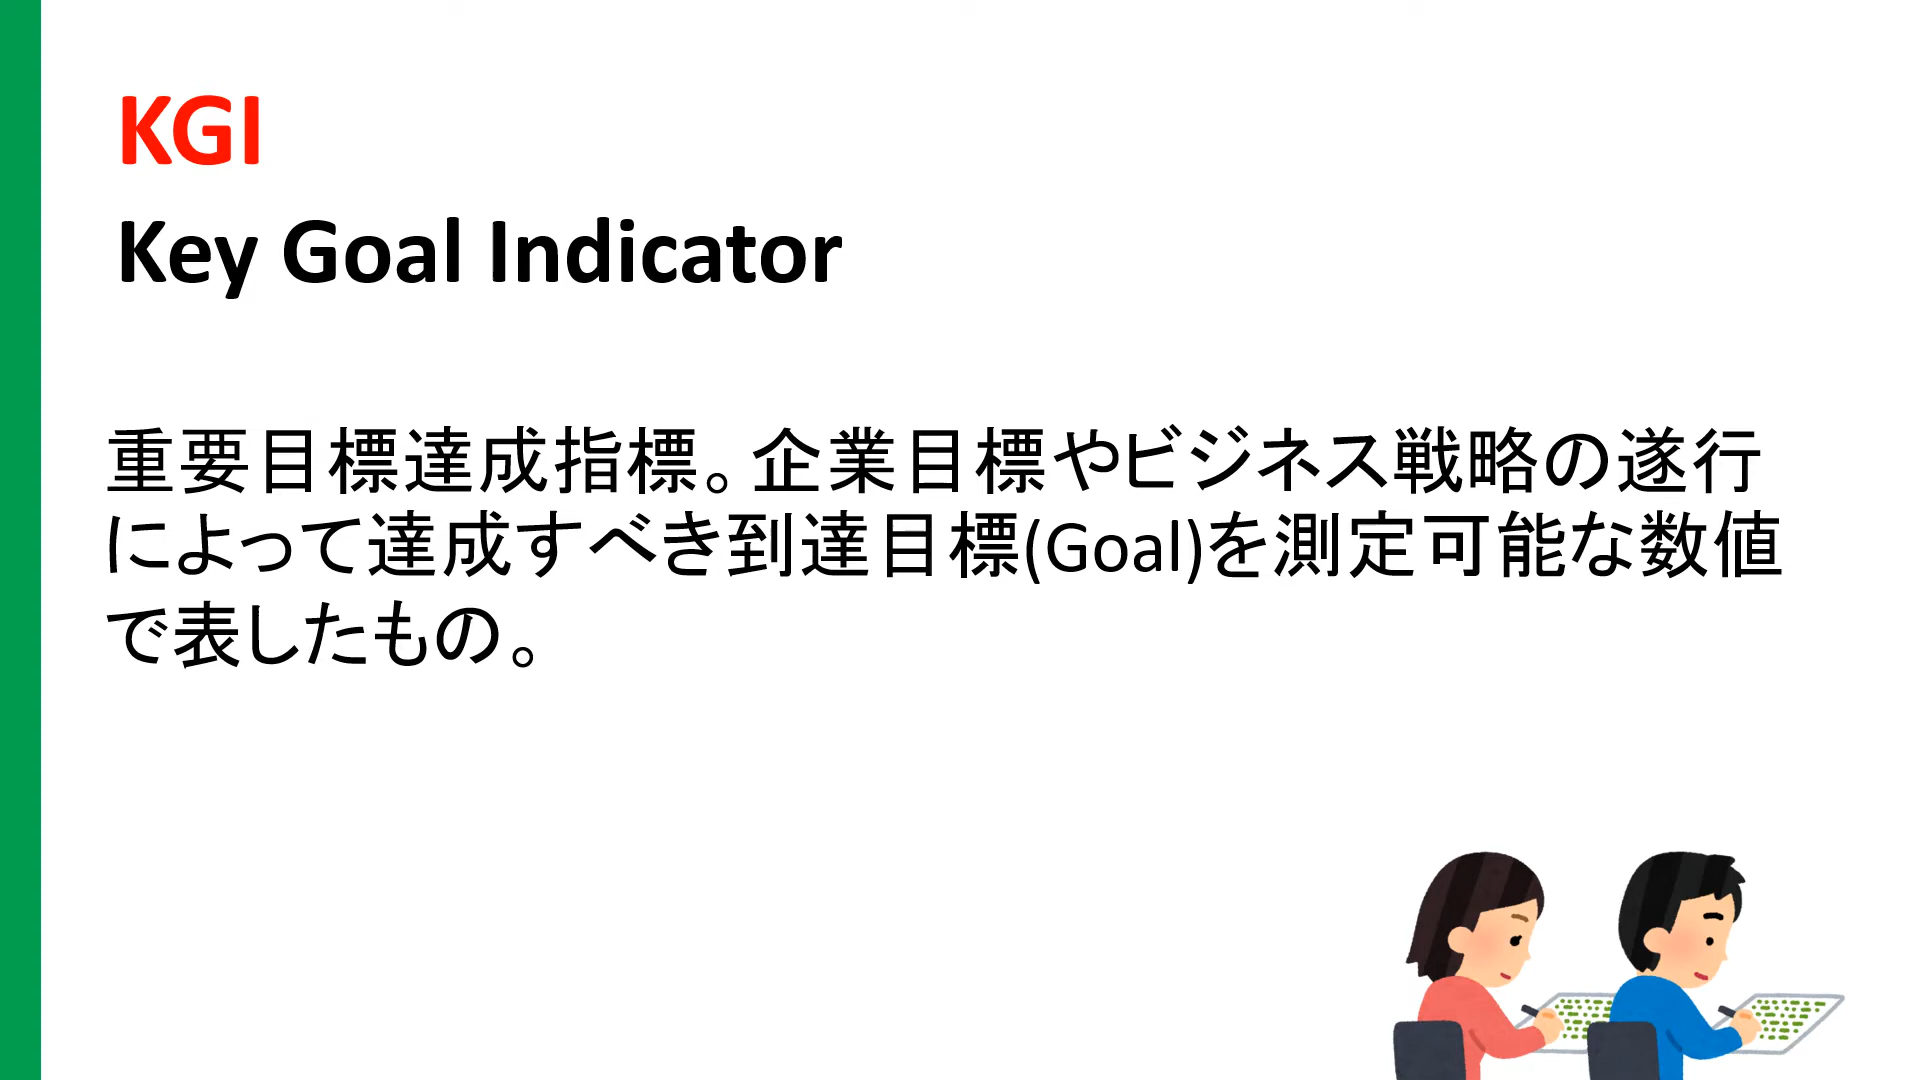 KGI
Key Goal Indicator
重要目標達成指標。企業目標やビジネス戦略の遂行
によって達成すべき到達目標(Goal)を測定可能な数値
で表したもの。